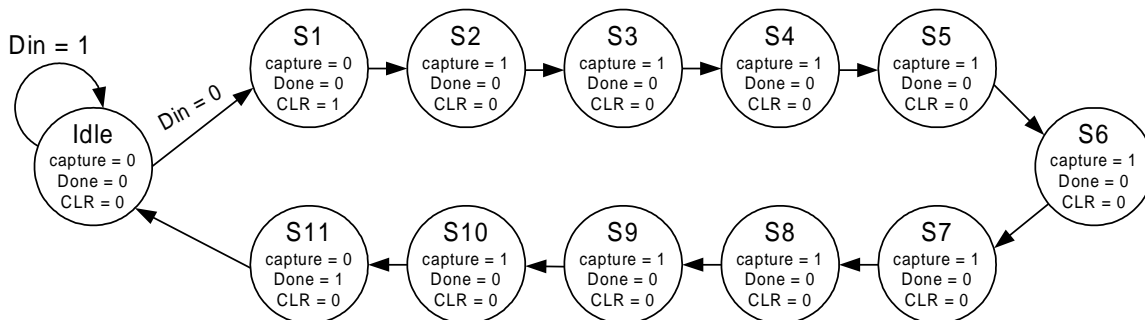 Din = 1
Idle
capture = 0
Done = 0
CLR = 0
Din = 0
S1
capture = 0
Done = 0
CLR = 1
S2
capture = 1
Done = 0
CLR = 0
S3
capture = 1
Done = 0
CLR = 0
S4
capture = 1
Done = 0
CLR = 0
S5
capture = 1
Done = 0
CLR = 0
S6
capture = 1
Done = 0
CLR = 0
S7
capture = 1
Done = 0
CLR = 0
S8
capture = 1
Done = 0
CLR = 0
S9
capture = 1
Done = 0
CLR = 0
S10
capture = 1
Done = 0
CLR = 0
S11
capture = 0
Done = 1
CLR = 0